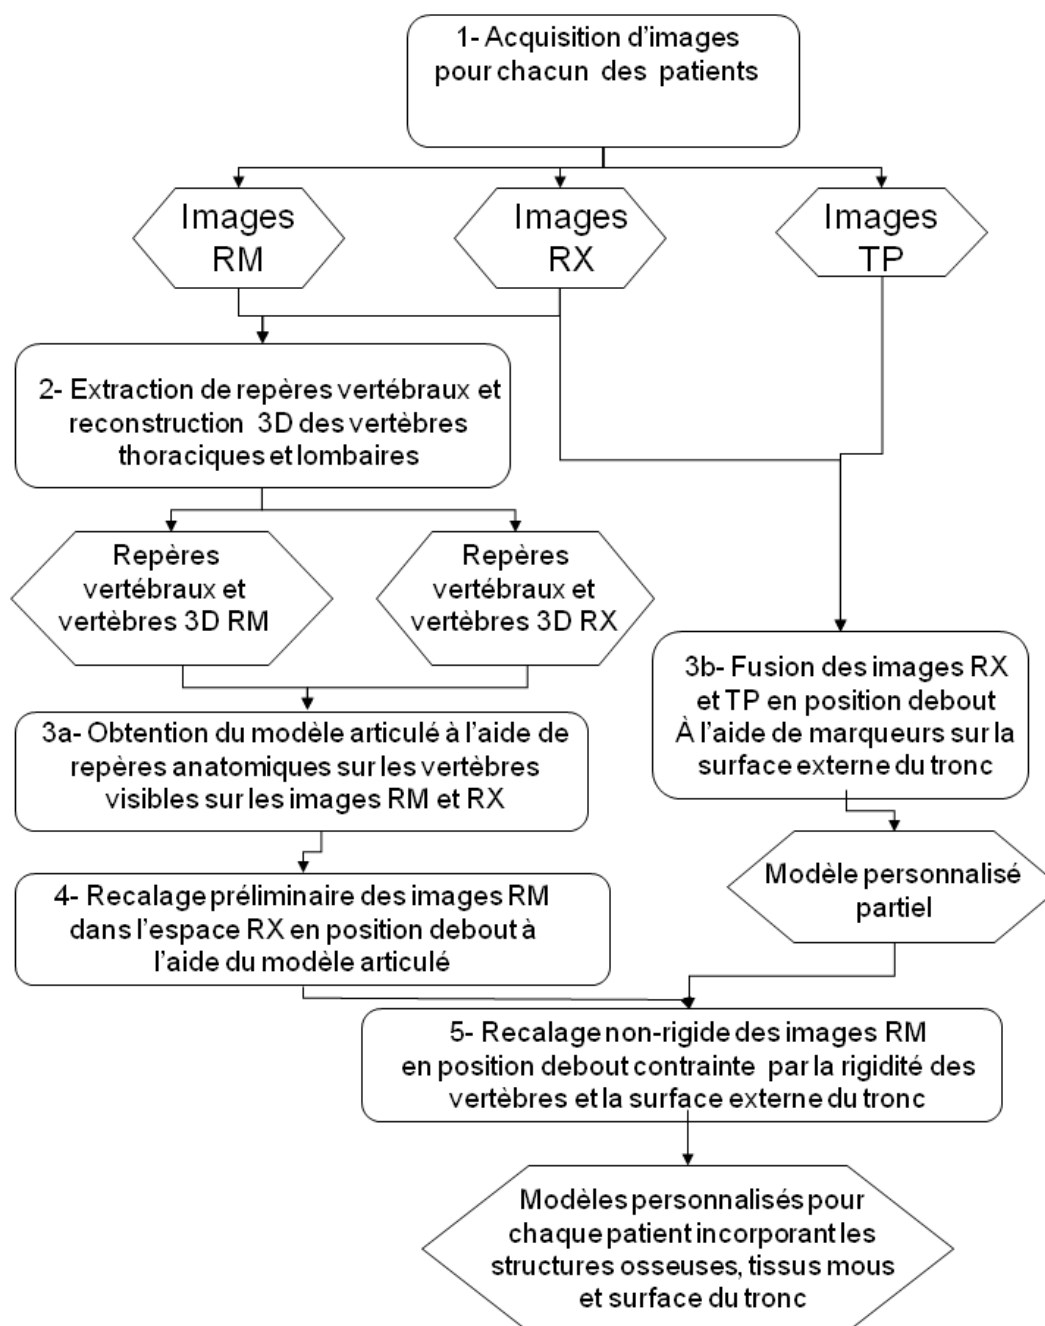 1- Acquisition d'images
pour chacun des patients
Images
RM
Images
RX
Images
TP
2- Extraction de repères vertébraux et
reconstruction 3D des vertèbres
thoraciques et lombaires
Repères
vertébraux et
vertèbres 3D RM
Repères
vertébraux et
vertèbres 3D RX
3a- Obtention du modèle articulé à l'aide de
repères anatomiques sur les vertèbres
visibles sur les images RM et RX
3b- Fusion des images RX
et TP en position debout
À l'aide de marqueurs sur la
surface externe du tronc
4- Recalage préliminaire des images RM
dans l'espace RX en position debout à
l'aide du modèle articulé
Modèle personnalisé
partiel
5- Recalage non-rigide des images RM
en position debout contrainte par la rigidité des
vertèbres et la surface externe du tronc
Modèles personnalisés pour
chaque patient incorporant les
structures osseuses, tissus mous
et surface du tronc